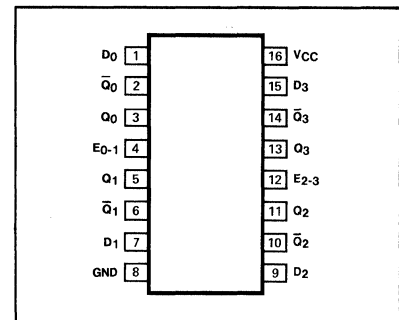 D0 1 16 VCC
Q̅0 2 15 D3
Q0 3 14 Q̅3
E0-1 4 13 Q3
Q1 5 12 E2-3
Q̅1 6 11 Q2
D1 7 10 Q̅2
GND 8 9 D2